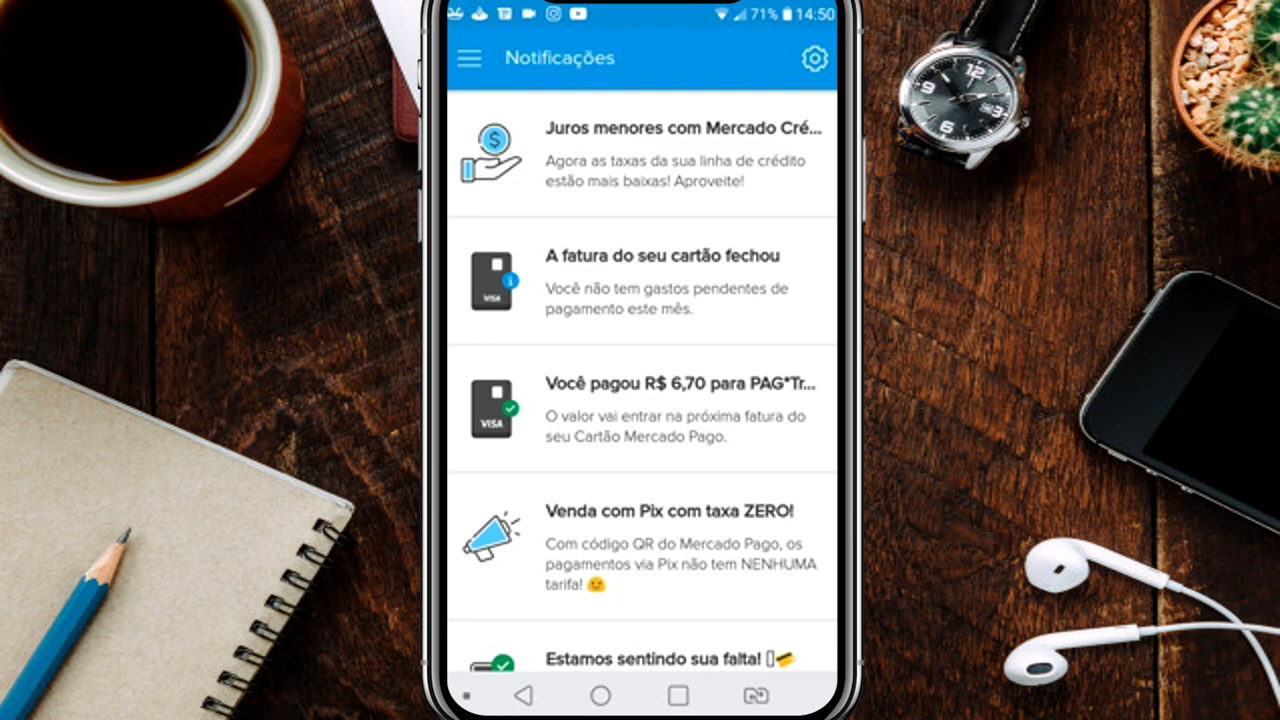 71% 14:50
Notificações
Juros menores com Mercado Cré...
Agora as taxas da sua linha de crédito
estão mais baixas! Aproveite!
A fatura do seu cartão fechou
Você não tem gastos pendentes de
pagamento este mês.
VISA
Você pagou R$ 6,70 para PAG*Tr...
O valor vai entrar na próxima fatura do
seu Cartão Mercado Pago.
VISA
Venda com Pix com taxa ZERO!
Com código QR do Mercado Pago, os
pagamentos via Pix não tem NENHUMA
tarifa! 😊
Estamos sentindo sua falta! 💳
12
9
6